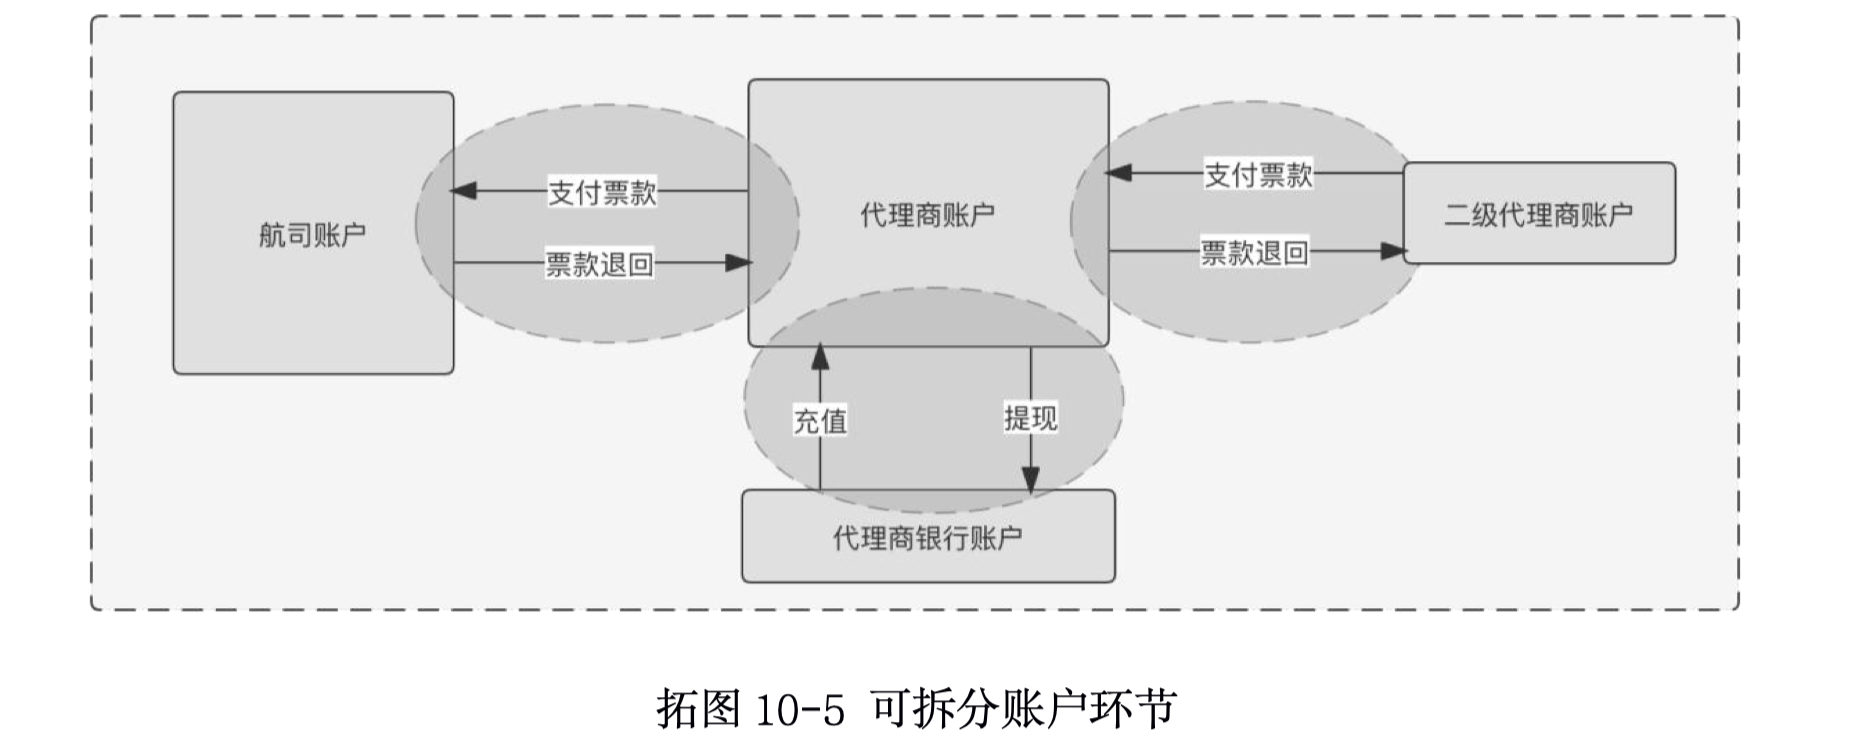 航司账户
支付票款
票款退回
代理商账户
支付票款
票款退回
二级代理商账户
充值
提现
代理商银行账户
拓图 10-5 可拆分账户环节